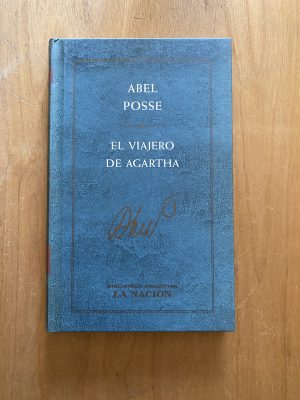 ABEL
POSSE
EL VIAJERO
DE AGARTHA
BIBLIOTECA ARGENTINA
LA NACION